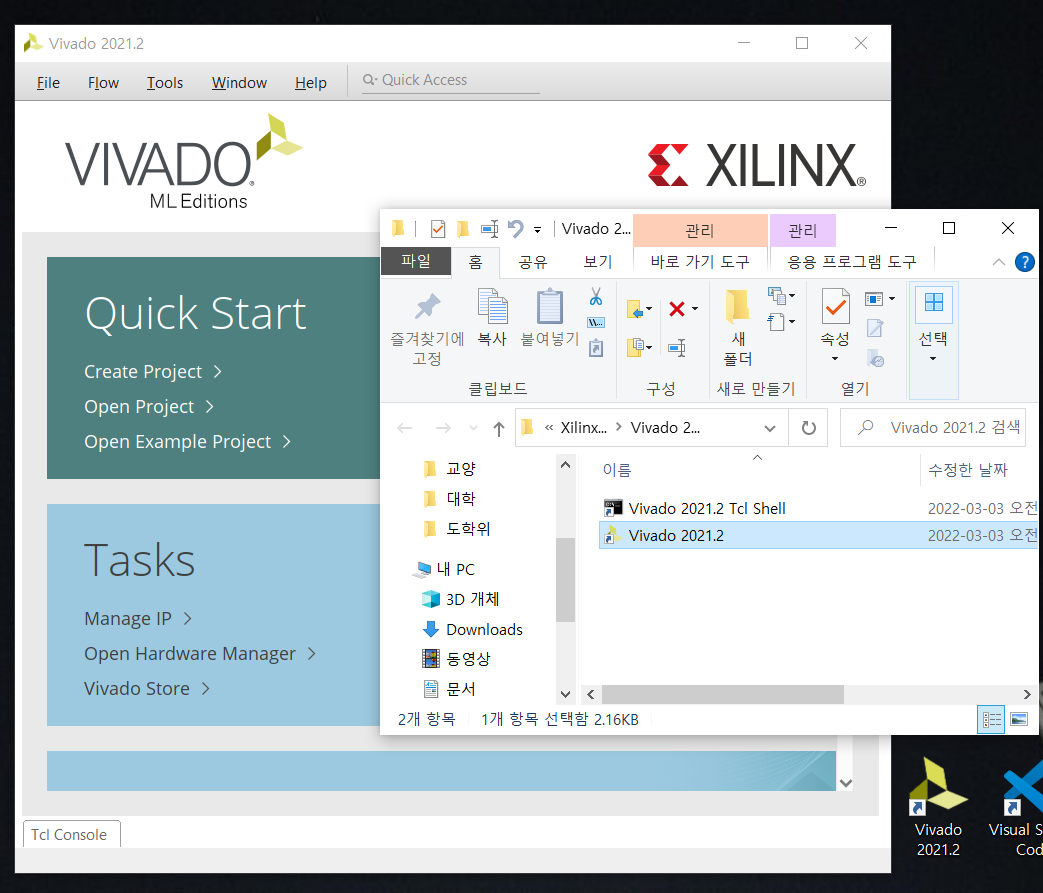 Vivado 2021.2
File Flow Tools Window Help Quick Access
VIVADO®
ML Editions
XILINX®
Quick Start
Create Project
Open Project
Open Example Project
Tasks
Manage IP
Open Hardware Manager
Vivado Store
Tcl Console
Vivado 2... 관리 관리
파일 홈 공유 보기 바로 가기 도구 응용 프로그램 도구
즐겨찾기에
고정
복사
붙여넣기
클립보드
구성
새
폴더
새로 만들기
속성
열기
선택
« Xilinx... > Vivado 2... Vivado 2021.2 검색
교양
대학
도학위
내 PC
3D 개체
Downloads
동영상
문서
이름 수정한 날짜
Vivado 2021.2 Tcl Shell 2022-03-03 오전
Vivado 2021.2 2022-03-03 오전
2개 항목 1개 항목 선택함 2.16KB
Vivado
2021.2
Visual S
Cod